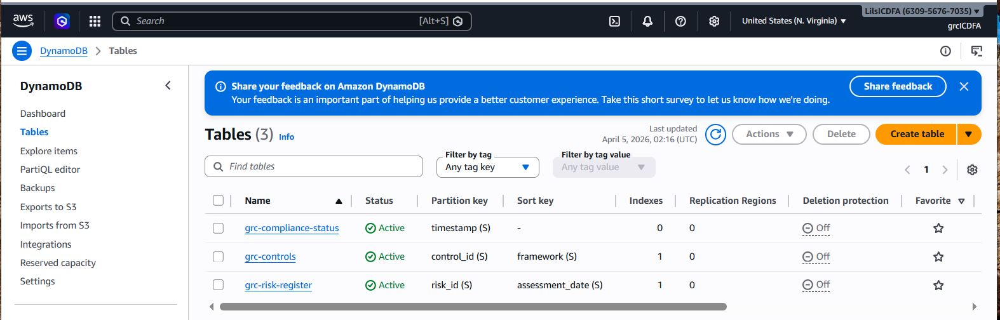 aws
Search
[Alt+S]
United States (N. Virginia) ▼
LilsICDFA (6309-5676-7035) ▼
grcICDFA
DynamoDB > Tables
DynamoDB
Dashboard
Tables
Explore items
PartiQL editor
Backups
Exports to S3
Imports from S3
Integrations
Reserved capacity
Settings
Share your feedback on Amazon DynamoDB
Your feedback is an important part of helping us provide a better customer experience. Take this short survey to let us know how we're doing.
Share feedback
Tables (3) Info
Last updated
April 5, 2026, 02:16 (UTC)
Actions
Delete
Create table
Find tables
Filter by tag
Any tag key
Filter by tag value
Any tag value
1
Name Status Partition key Sort key Indexes Replication Regions Deletion protection Favorite
grc-compliance-status Active timestamp (S) - 0 0 Off
grc-controls Active control_id (S) framework (S) 1 0 Off
grc-risk-register Active risk_id (S) assessment_date (S) 1 0 Off